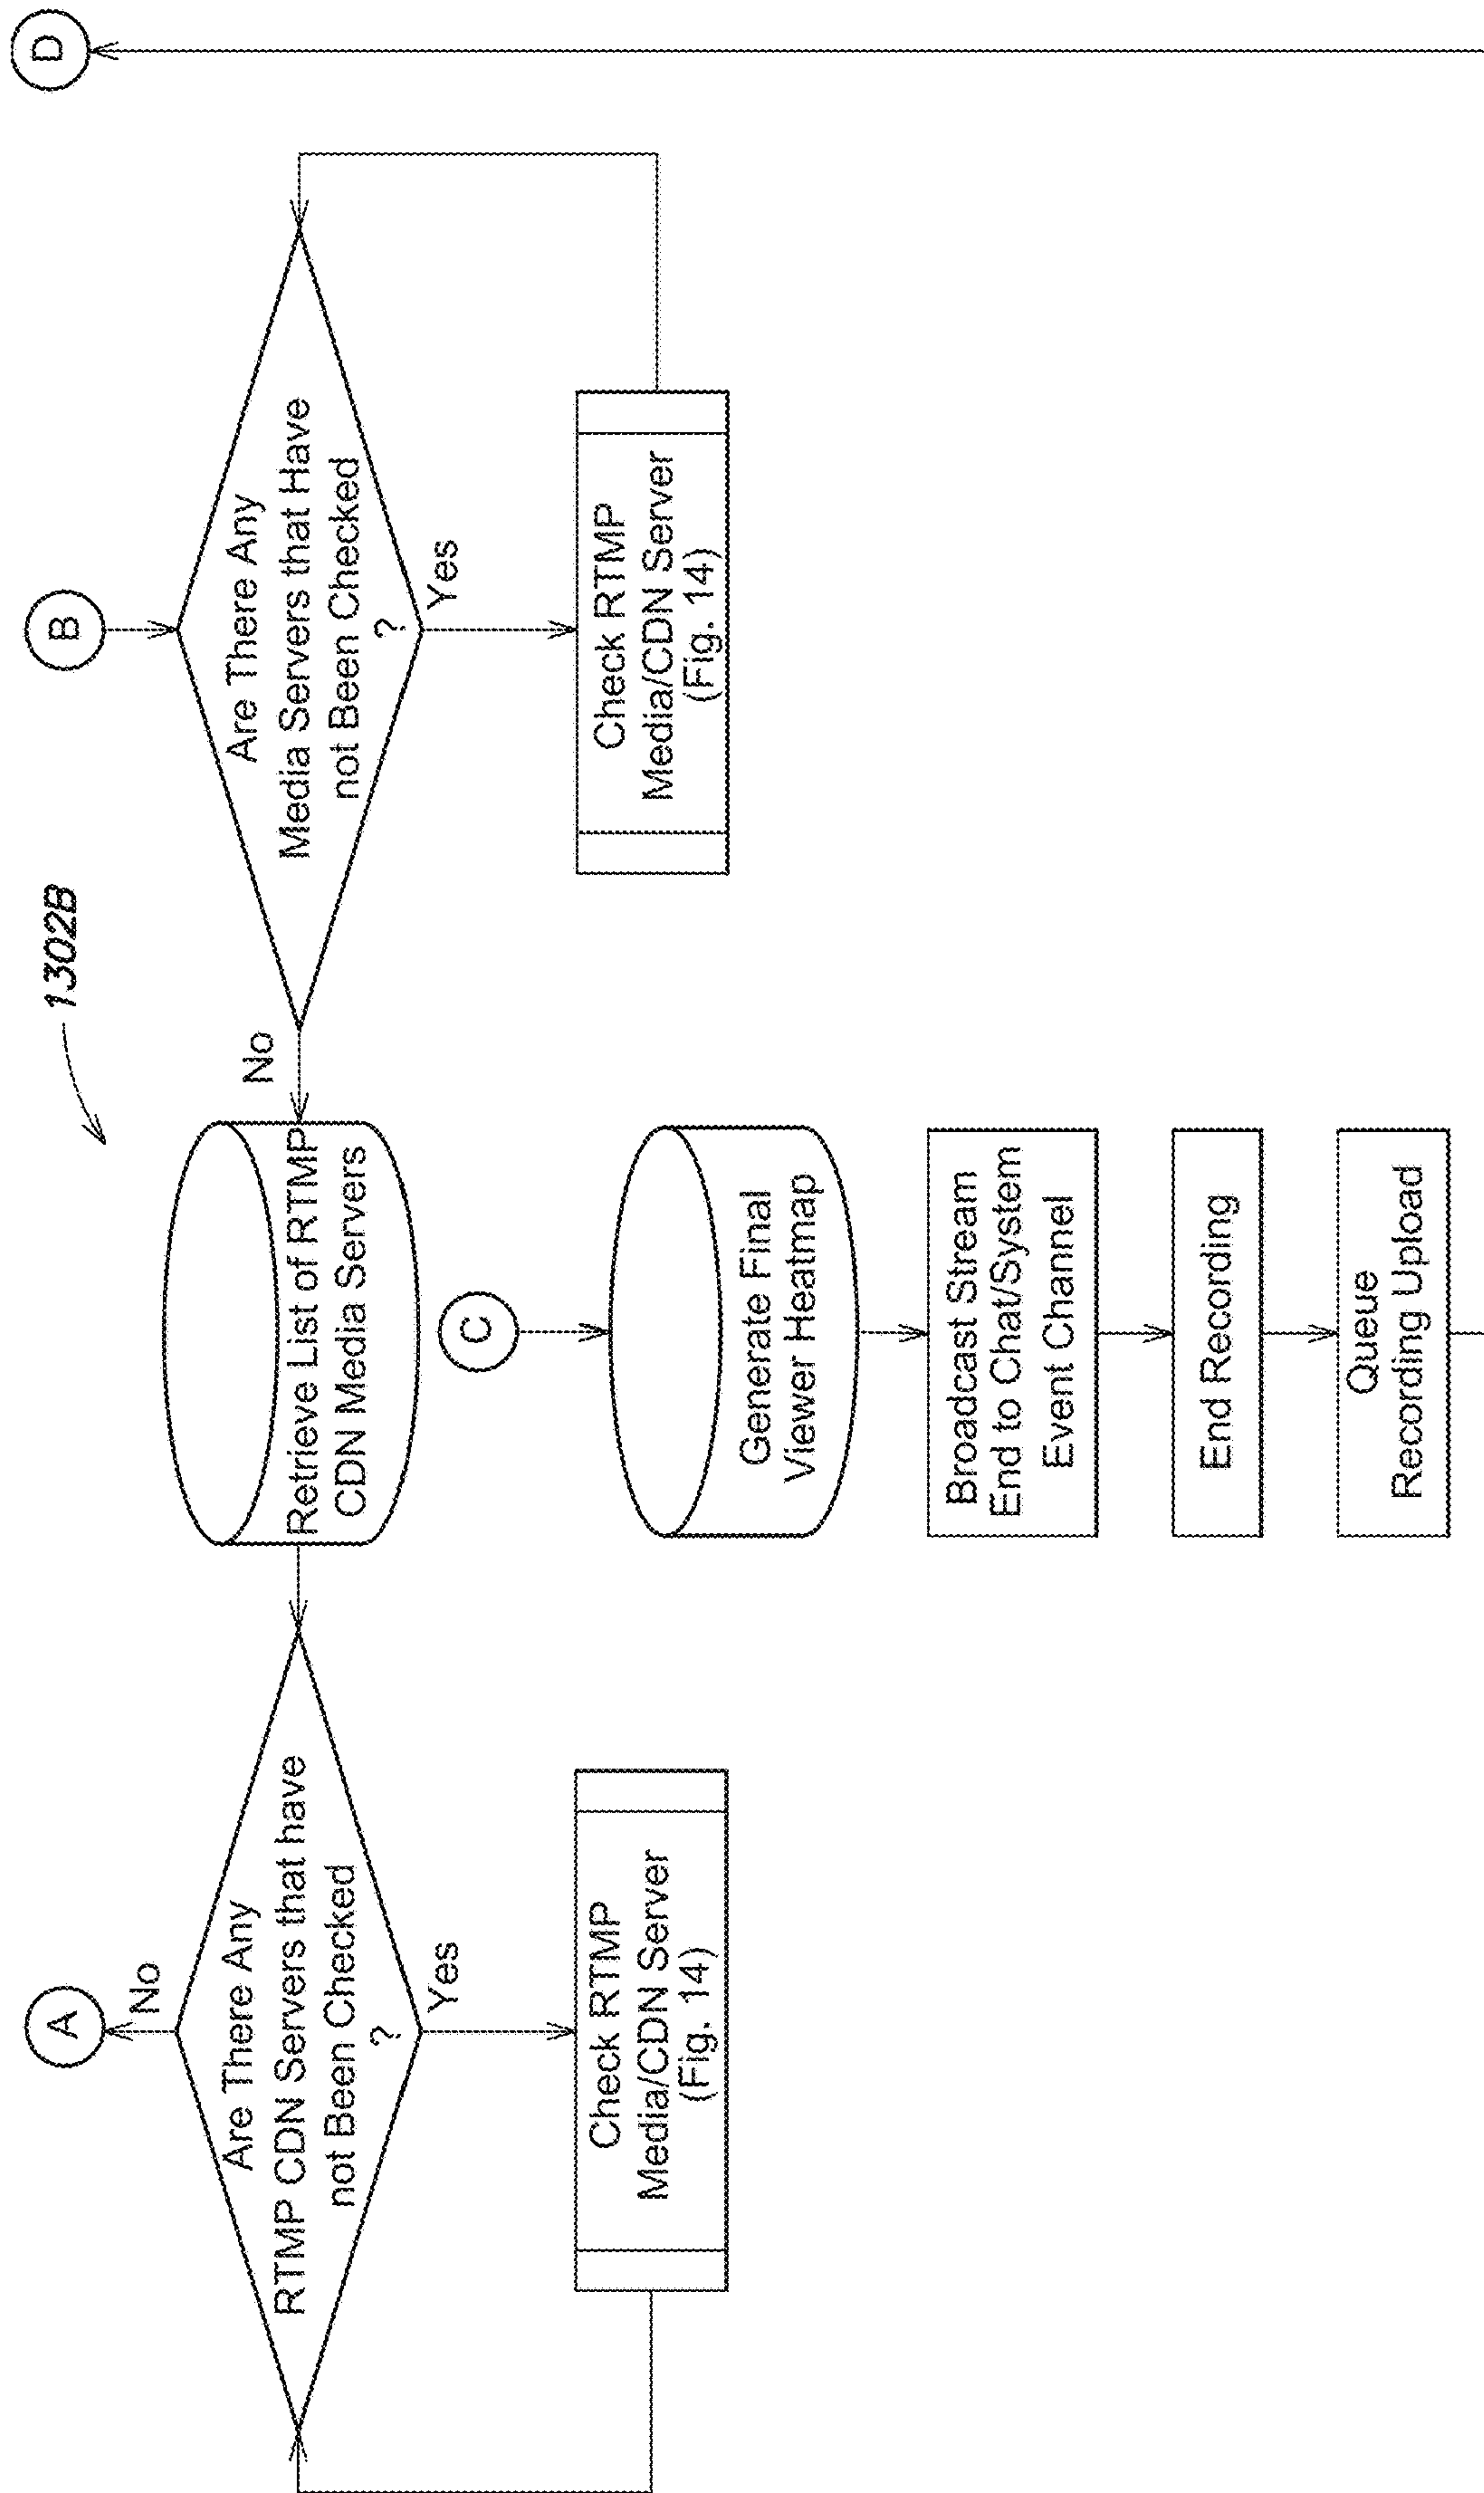 1302B
A
No
Are There Any
RTMP CDN Servers that have
not Been Checked
?
Yes
Check RTMP
Media/CDN Server
(Fig. 14)
Retrieve List of RTMP
CDN Media Servers
No
B
Are There Any
Media Servers that Have
not Been Checked
?
Yes
Check RTMP
Media/CDN Server
(Fig. 14)
C
Generate Final
Viewer Heatmap
Broadcast Stream
End to Chat/System
Event Channel
End Recording
Queue
Recording Upload
D